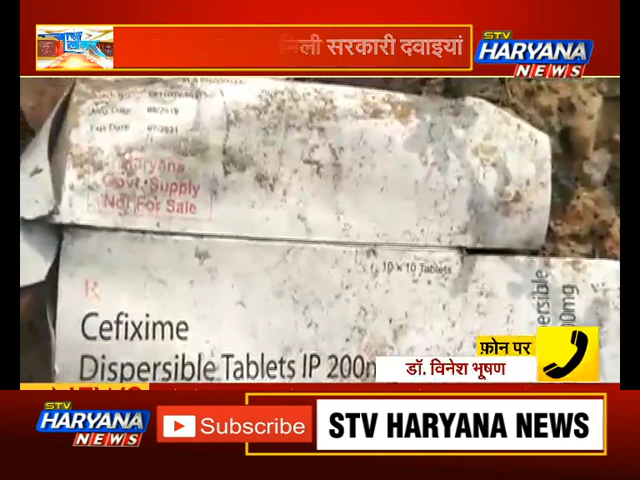 मिली सरकारी दवाइयां
STV
HARYANA
NEWS
Mfg. Date 08/2019
Exp. Date 07/2021
Haryana
Govt. Supply
Not For Sale
10 x 10 Tablets
R
Cefixime
Dispersible Tablets IP 200m
फ़ोन पर
डॉ. विनेश भूषण
STV
HARYANA
NEWS
Subscribe
STV HARYANA NEWS